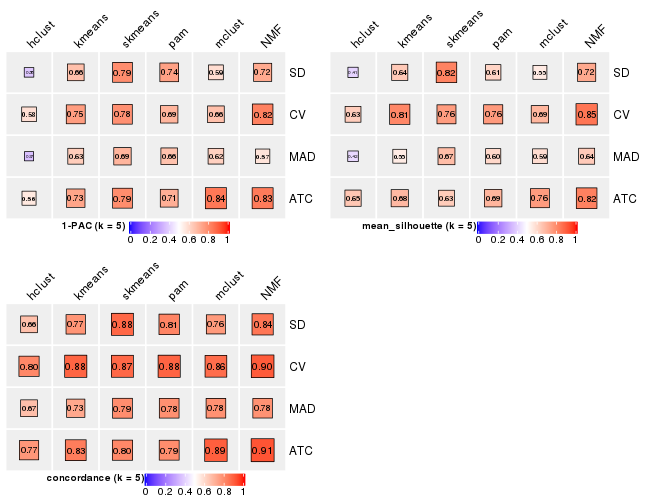 hclust kmeans skmeans pam mclust NMF
0.66 0.79 0.74 0.59 0.72 SD
0.58 0.75 0.78 0.69 0.66 0.82 CV
0.63 0.69 0.66 0.62 0.57 MAD
0.56 0.73 0.79 0.71 0.84 0.83 ATC
1-PAC (k = 5)
0 0.2 0.4 0.6 0.8 1
hclust kmeans skmeans pam mclust NMF
0.64 0.82 0.61 0.55 0.72 SD
0.63 0.81 0.76 0.76 0.69 0.85 CV
0.55 0.67 0.60 0.59 0.64 MAD
0.65 0.68 0.63 0.69 0.76 0.82 ATC
mean_silhouette (k = 5)
0 0.2 0.4 0.6 0.8 1
hclust kmeans skmeans pam mclust NMF
0.66 0.77 0.88 0.81 0.76 0.84 SD
0.80 0.88 0.87 0.88 0.86 0.90 CV
0.67 0.73 0.79 0.78 0.78 0.78 MAD
0.77 0.83 0.80 0.79 0.89 0.91 ATC
concordance (k = 5)
0 0.2 0.4 0.6 0.8 1